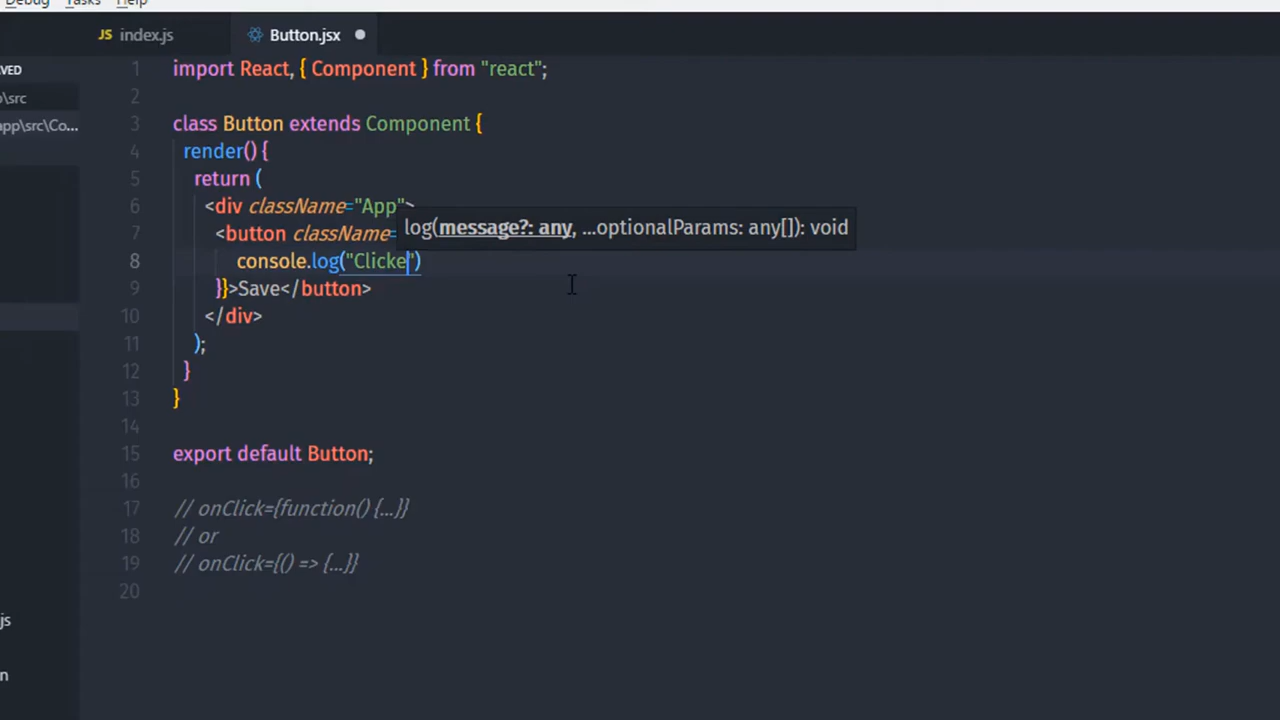 Debug Tasks Help
JS index.js Button.jsx
VED
1 import React, { Component } from "react";
2
p\src
app\src\Co...
3 class Button extends Component {
4 render() {
5 return (
6 <div className="App">
log(message?: any, ...optionalParams: any[]): void
7 <button className=
8 console.log("Clicke")
9 }}>Save</button>
10 </div>
11 );
12 }
13 }
14
15 export default Button;
16
17 // onClick={function() {...}}
18 // or
19 // onClick={() => {...}}
20
js
n